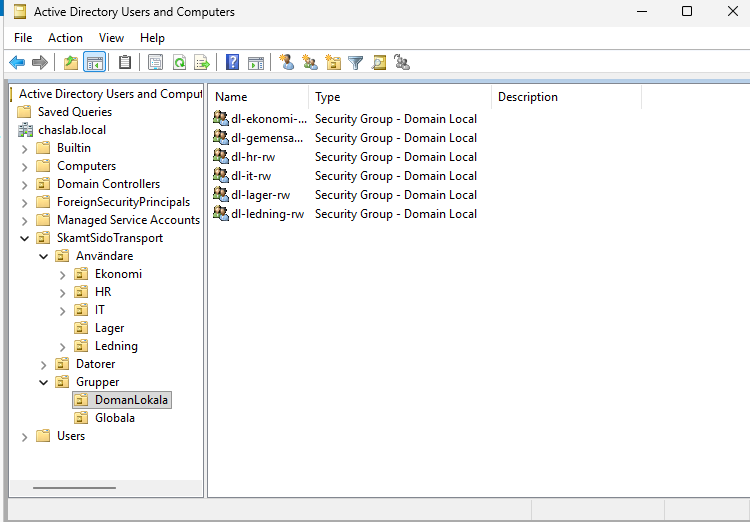 Active Directory Users and Computers
File Action View Help
Active Directory Users and Comput
Saved Queries
chaslab.local
Builtin
Computers
Domain Controllers
ForeignSecurityPrincipals
Managed Service Accounts
SkamtSidoTransport
Användare
Ekonomi
HR
IT
Lager
Ledning
Datorer
Grupper
DomanLokala
Globala
Users
Name Type Description
dl-ekonomi-... Security Group - Domain Local
dl-gemensa... Security Group - Domain Local
dl-hr-rw Security Group - Domain Local
dl-it-rw Security Group - Domain Local
dl-lager-rw Security Group - Domain Local
dl-ledning-rw Security Group - Domain Local